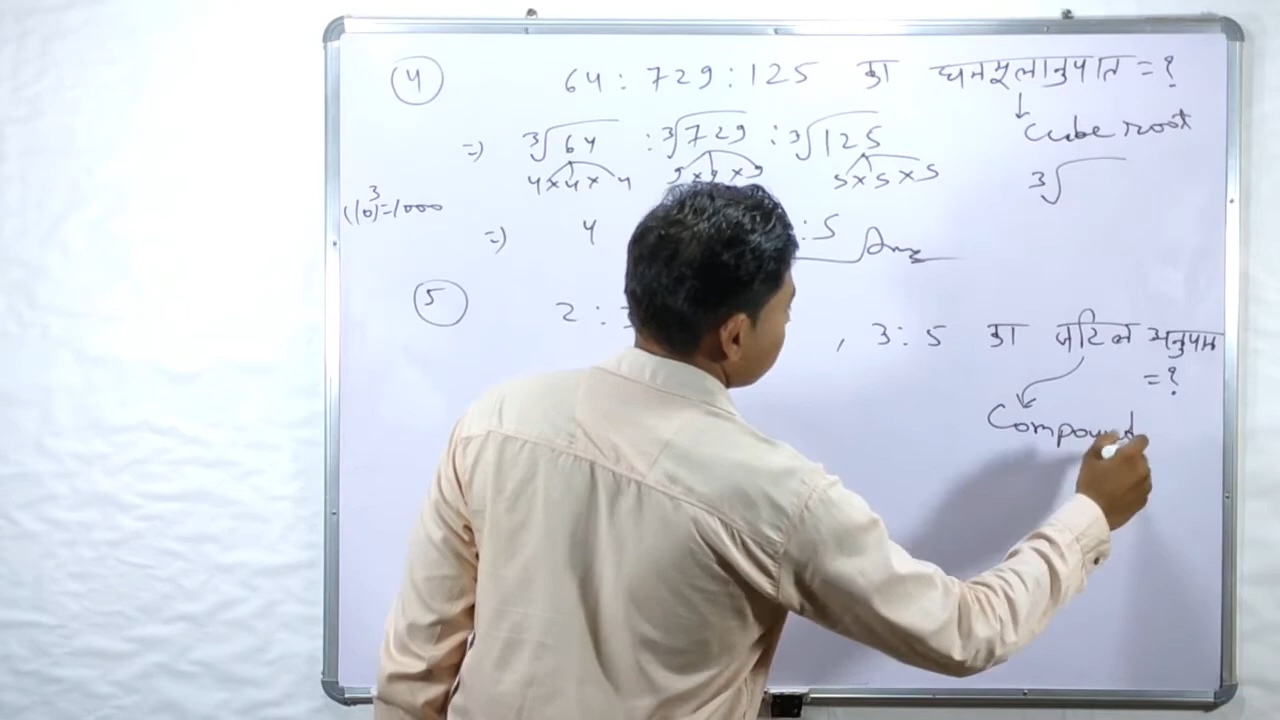 4 64 : 729 : 125 का घनमूलानुपात = ?
↓
Cube root
=) ³√64 : ³√729 : ³√125 ³√
4×4×4 9×9×9 5×5×5
(10)³=1000
=) 4 : 5 Ans
5 2 : , 3 : 5 का जटिल अनुपात
= ?
Compound